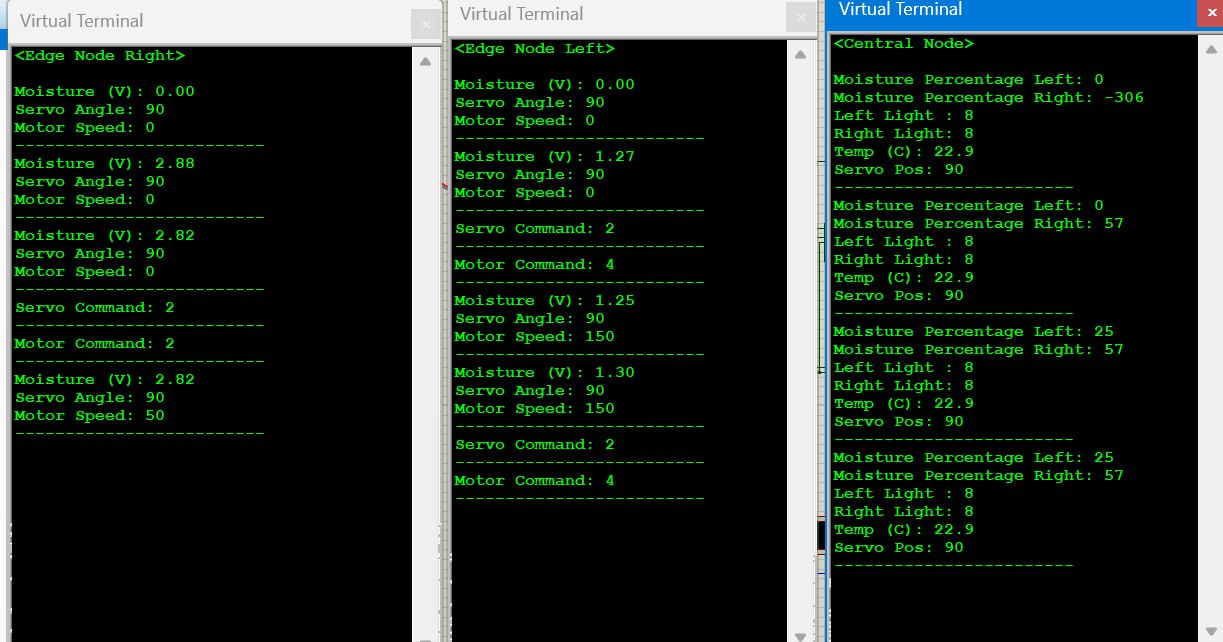 Virtual Terminal
<Edge Node Right>
Moisture (V): 0.00
Servo Angle: 90
Motor Speed: 0
-------------------------
Moisture (V): 2.88
Servo Angle: 90
Motor Speed: 0
-------------------------
Moisture (V): 2.82
Servo Angle: 90
Motor Speed: 0
-------------------------
Servo Command: 2
-------------------------
Motor Command: 2
-------------------------
Moisture (V): 2.82
Servo Angle: 90
Motor Speed: 50
-------------------------
Virtual Terminal
<Edge Node Left>
Moisture (V): 0.00
Servo Angle: 90
Motor Speed: 0
-------------------------
Moisture (V): 1.27
Servo Angle: 90
Motor Speed: 0
-------------------------
Servo Command: 2
-------------------------
Motor Command: 4
-------------------------
Moisture (V): 1.25
Servo Angle: 90
Motor Speed: 150
-------------------------
Moisture (V): 1.30
Servo Angle: 90
Motor Speed: 150
-------------------------
Servo Command: 2
-------------------------
Motor Command: 4
-------------------------
Virtual Terminal
<Central Node>
Moisture Percentage Left: 0
Moisture Percentage Right: -306
Left Light : 8
Right Light: 8
Temp (C): 22.9
Servo Pos: 90
------------------------
Moisture Percentage Left: 0
Moisture Percentage Right: 57
Left Light : 8
Right Light: 8
Temp (C): 22.9
Servo Pos: 90
------------------------
Moisture Percentage Left: 25
Moisture Percentage Right: 57
Left Light : 8
Right Light: 8
Temp (C): 22.9
Servo Pos: 90
------------------------
Moisture Percentage Left: 25
Moisture Percentage Right: 57
Left Light : 8
Right Light: 8
Temp (C): 22.9
Servo Pos: 90
------------------------